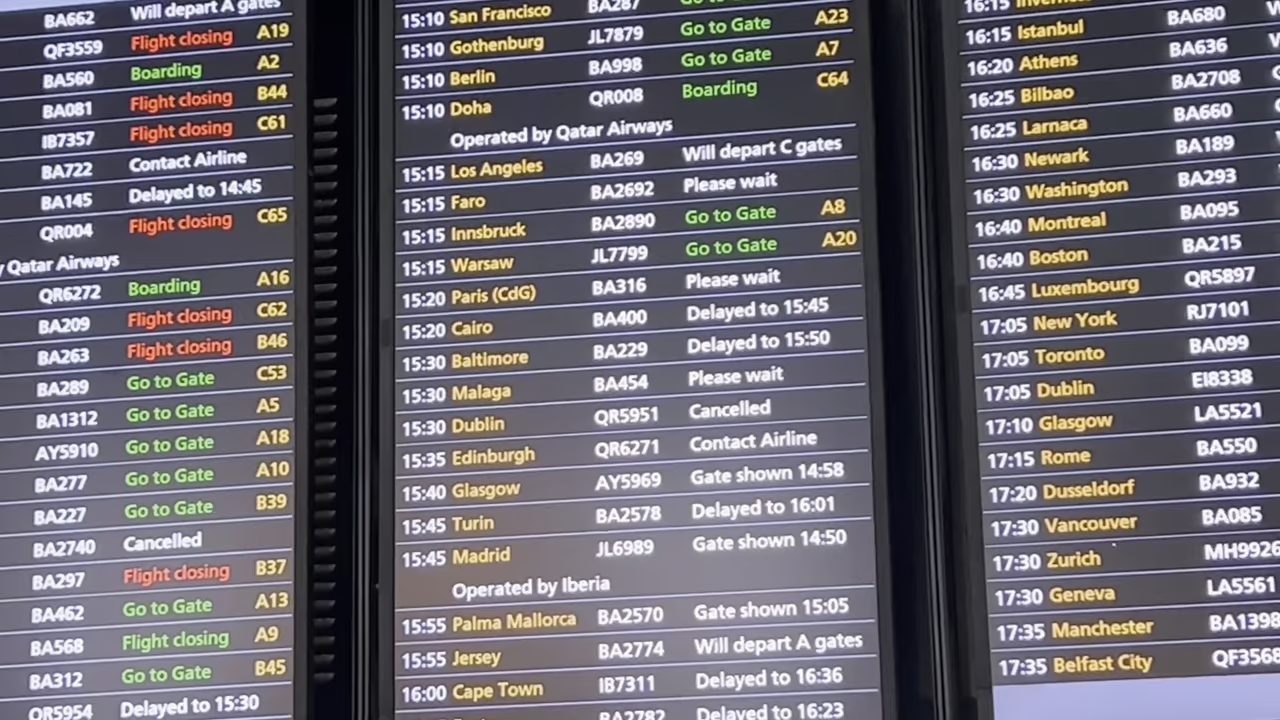 BA662 Will depart A gates
QF3559 Flight closing A19
BA560 Boarding A2
BA081 Flight closing B44
IB7357 Flight closing C61
BA722 Contact Airline
BA145 Delayed to 14:45
QR004 Flight closing C65
Qatar Airways
QR6272 Boarding A16
BA209 Flight closing C62
BA263 Flight closing B46
BA289 Go to Gate C53
BA1312 Go to Gate A5
AY5910 Go to Gate A18
BA277 Go to Gate A10
BA227 Go to Gate B39
BA2740 Cancelled
BA297 Flight closing B37
BA462 Go to Gate A13
BA568 Flight closing A9
BA312 Go to Gate B45
QR5954 Delayed to 15:30
15:10 San Francisco BA287 Go to Gate
15:10 Gothenburg JL7879 Go to Gate A23
15:10 Berlin BA998 Go to Gate A7
15:10 Doha QR008 Boarding C64
Operated by Qatar Airways
15:15 Los Angeles BA269 Will depart C gates
15:15 Faro BA2692 Please wait
15:15 Innsbruck BA2890 Go to Gate A8
15:15 Warsaw JL7799 Go to Gate A20
15:20 Paris (CdG) BA316 Please wait
15:20 Cairo BA400 Delayed to 15:45
15:30 Baltimore BA229 Delayed to 15:50
15:30 Malaga BA454 Please wait
15:30 Dublin QR5951 Cancelled
15:35 Edinburgh QR6271 Contact Airline
15:40 Glasgow AY5969 Gate shown 14:58
15:45 Turin BA2578 Delayed to 16:01
15:45 Madrid JL6989 Gate shown 14:50
Operated by Iberia
15:55 Palma Mallorca BA2570 Gate shown 15:05
15:55 Jersey BA2774 Will depart A gates
16:00 Cape Town IB7311 Delayed to 16:36
BA2782 Delayed to 16:23
16:15
16:15 Istanbul BA680
16:20 Athens BA636
16:25 Bilbao BA2708
16:25 Larnaca BA660
16:30 Newark BA189
16:30 Washington BA293
16:40 Montreal BA095
16:40 Boston BA215
16:45 Luxembourg QR5897
17:05 New York RJ7101
17:05 Toronto BA099
17:05 Dublin EI8338
17:10 Glasgow LA5521
17:15 Rome BA550
17:20 Dusseldorf BA932
17:30 Vancouver BA085
17:30 Zurich MH9926
17:30 Geneva LA5561
17:35 Manchester BA1398
17:35 Belfast City QF3568